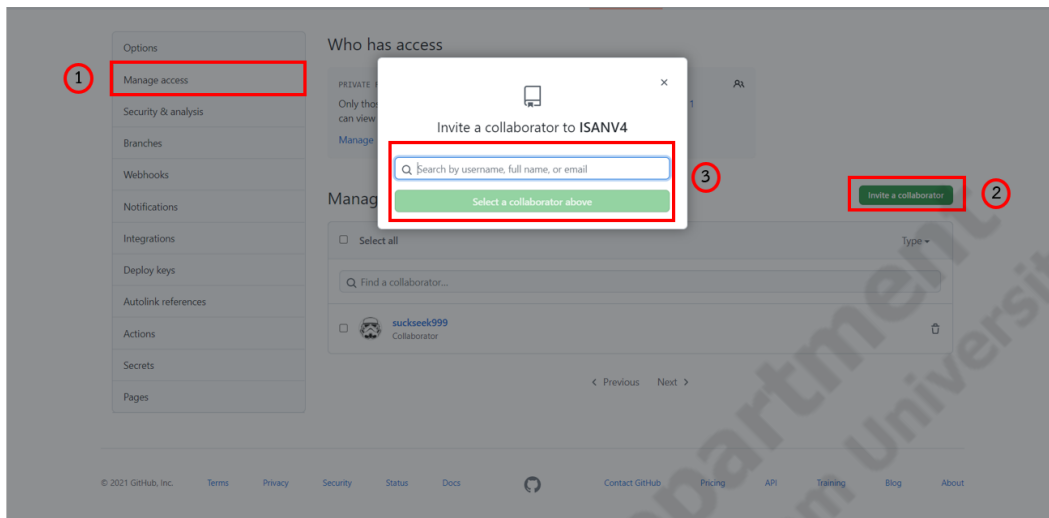 Options
Manage access
Security & analysis
Branches
Webhooks
Notifications
Integrations
Deploy keys
Autolink references
Actions
Secrets
Pages
1
Who has access
PRIVATE
Only those
can view
Manage
1
Invite a collaborator to ISANV4
Search by username, full name, or email
Select a collaborator above
3
Manag
Invite a collaborator
2
Select all
Type
Find a collaborator...
suckseek999
Collaborator
Previous Next
© 2021 GitHub, Inc. Terms Privacy Security Status Docs Contact GitHub Pricing API Training Blog About
partment